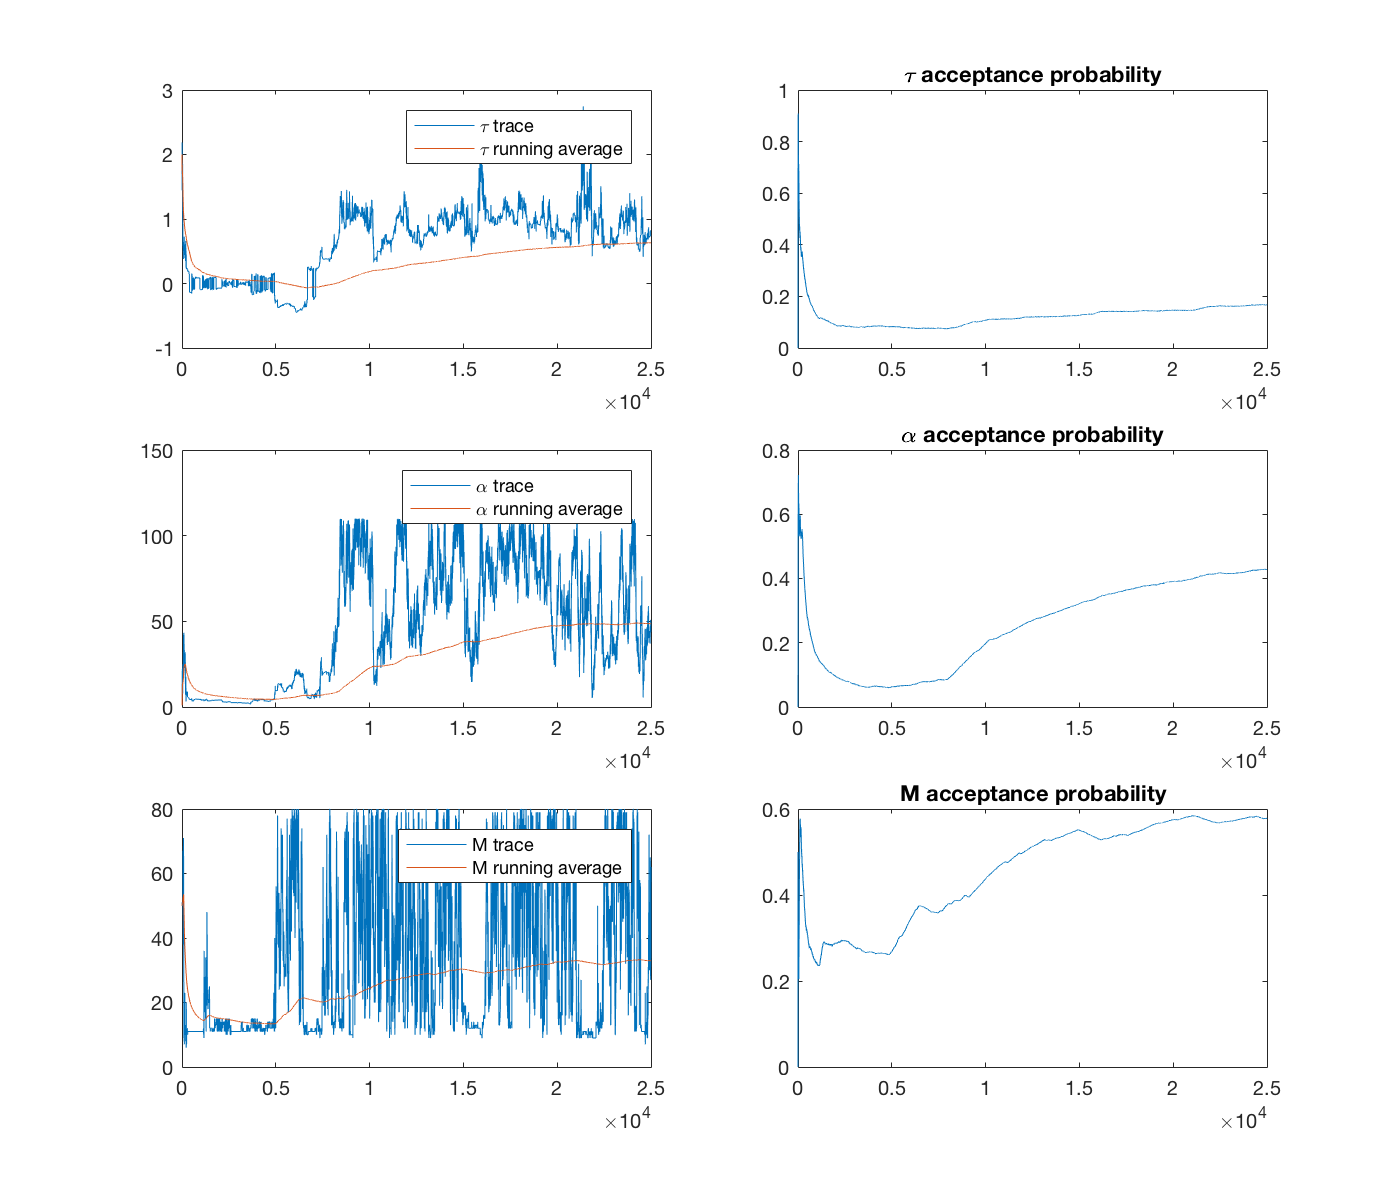 3
2
1
0
-1
τ trace
τ running average
0 0.5 1 1.5 2 2.5
×10^4
τ acceptance probability
1
0.8
0.6
0.4
0.2
0
0 0.5 1 1.5 2 2.5
×10^4
150
100
50
0
α trace
α running average
0 0.5 1 1.5 2 2.5
×10^4
α acceptance probability
0.8
0.6
0.4
0.2
0
0 0.5 1 1.5 2 2.5
×10^4
80
60
40
20
0
M trace
M running average
0 0.5 1 1.5 2 2.5
×10^4
M acceptance probability
0.6
0.4
0.2
0
0 0.5 1 1.5 2 2.5
×10^4